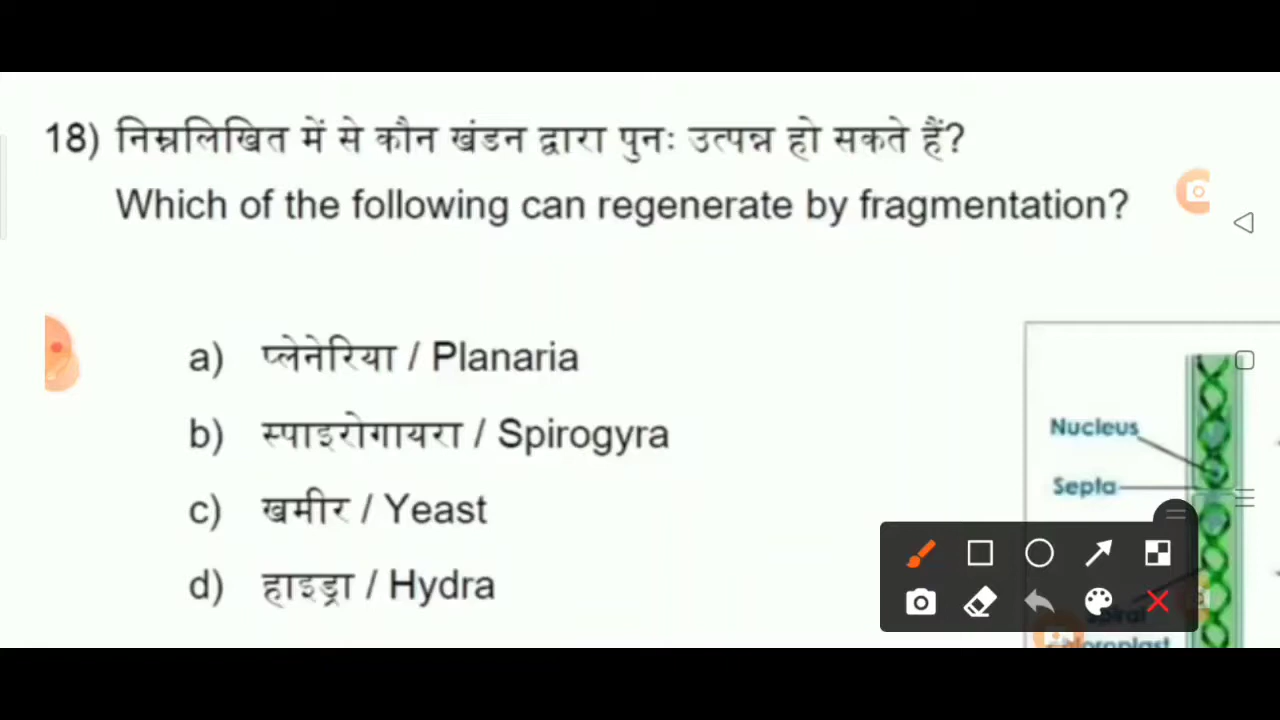 18) निम्नलिखित में से कौन खंडन द्वारा पुनः उत्पन्न हो सकते हैं?
Which of the following can regenerate by fragmentation?
a) प्लेनेरिया / Planaria
b) स्पाइरोगायरा / Spirogyra
c) खमीर / Yeast
d) हाइड्रा / Hydra
Nucleus
Septa
Spiral